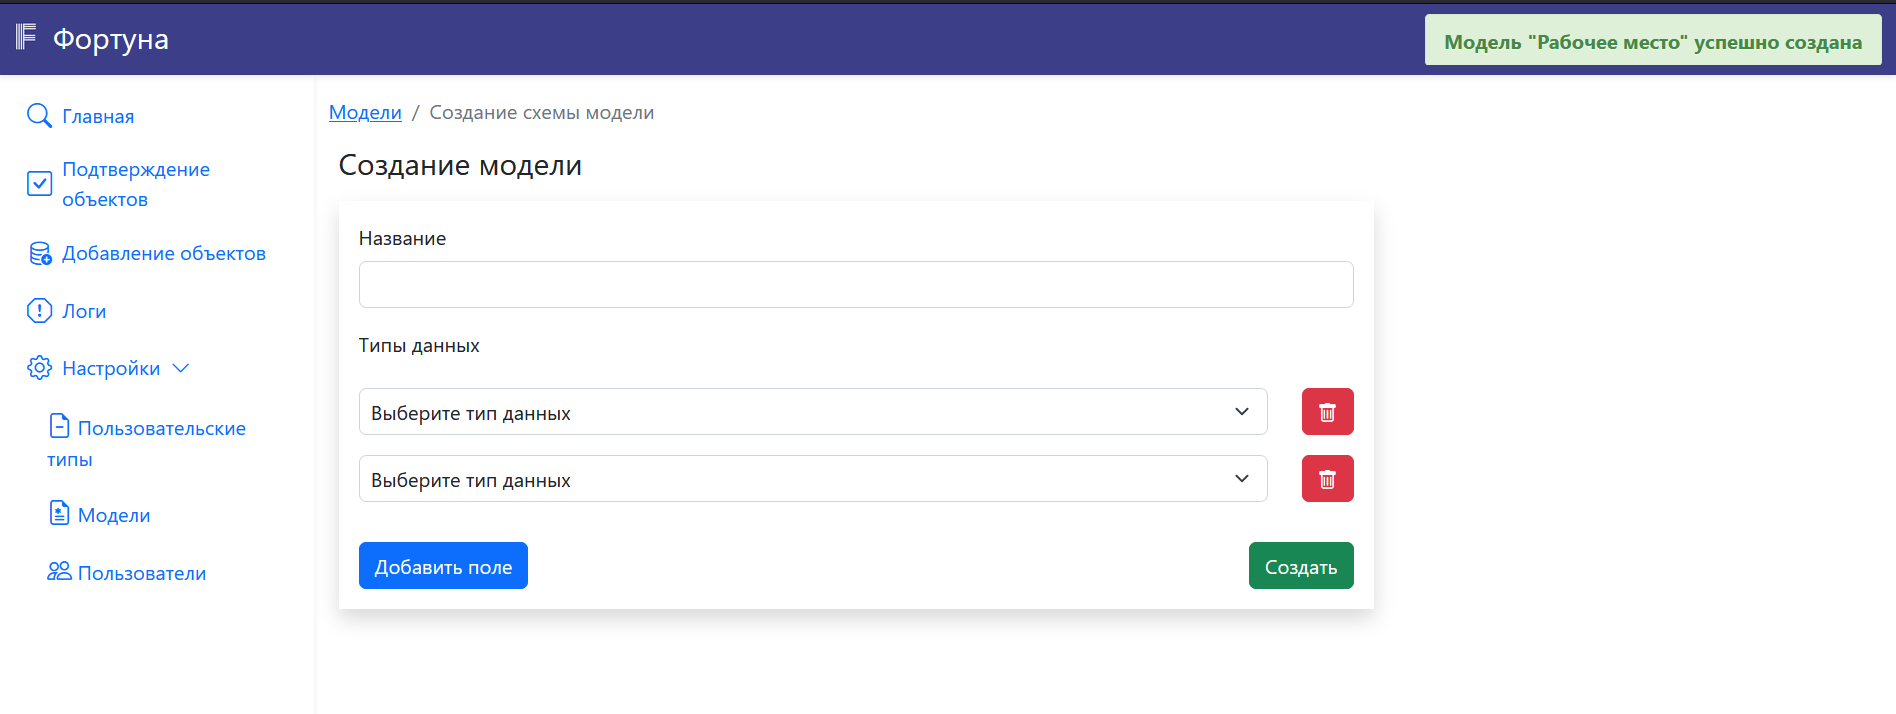 Фортуна
Модель "Рабочее место" успешно создана
Главная
Подтверждение
объектов
Добавление объектов
Логи
Настройки
Пользовательские
типы
Модели
Пользователи
Модели / Создание схемы модели
Создание модели
Название
Типы данных
Выберите тип данных
Выберите тип данных
Добавить поле
Создать